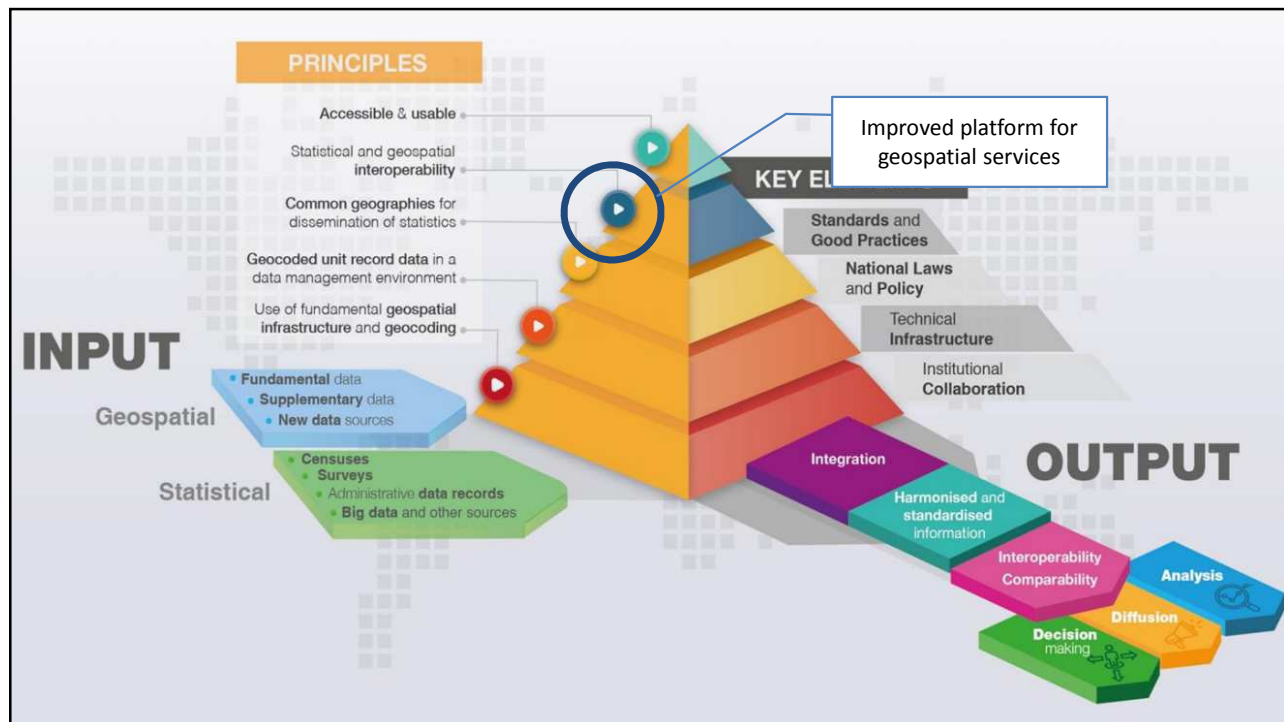 PRINCIPLES
Accessible & usable
Statistical and geospatial
interoperability
Common geographies for
dissemination of statistics
Geocoded unit record data in a
data management environment
Use of fundamental geospatial
infrastructure and geocoding
Improved platform for
geospatial services
KEY
Standards and
Good Practices
National Laws
and Policy
Technical
Infrastructure
Institutional
Collaboration
INPUT
Geospatial
Fundamental data
Supplementary data
New data sources
Statistical
Censuses
Surveys
Administrative data records
Big data and other sources
OUTPUT
Integration
Harmonised and
standardised
information
Interoperability
Comparability
Analysis
Diffusion
Decision
making